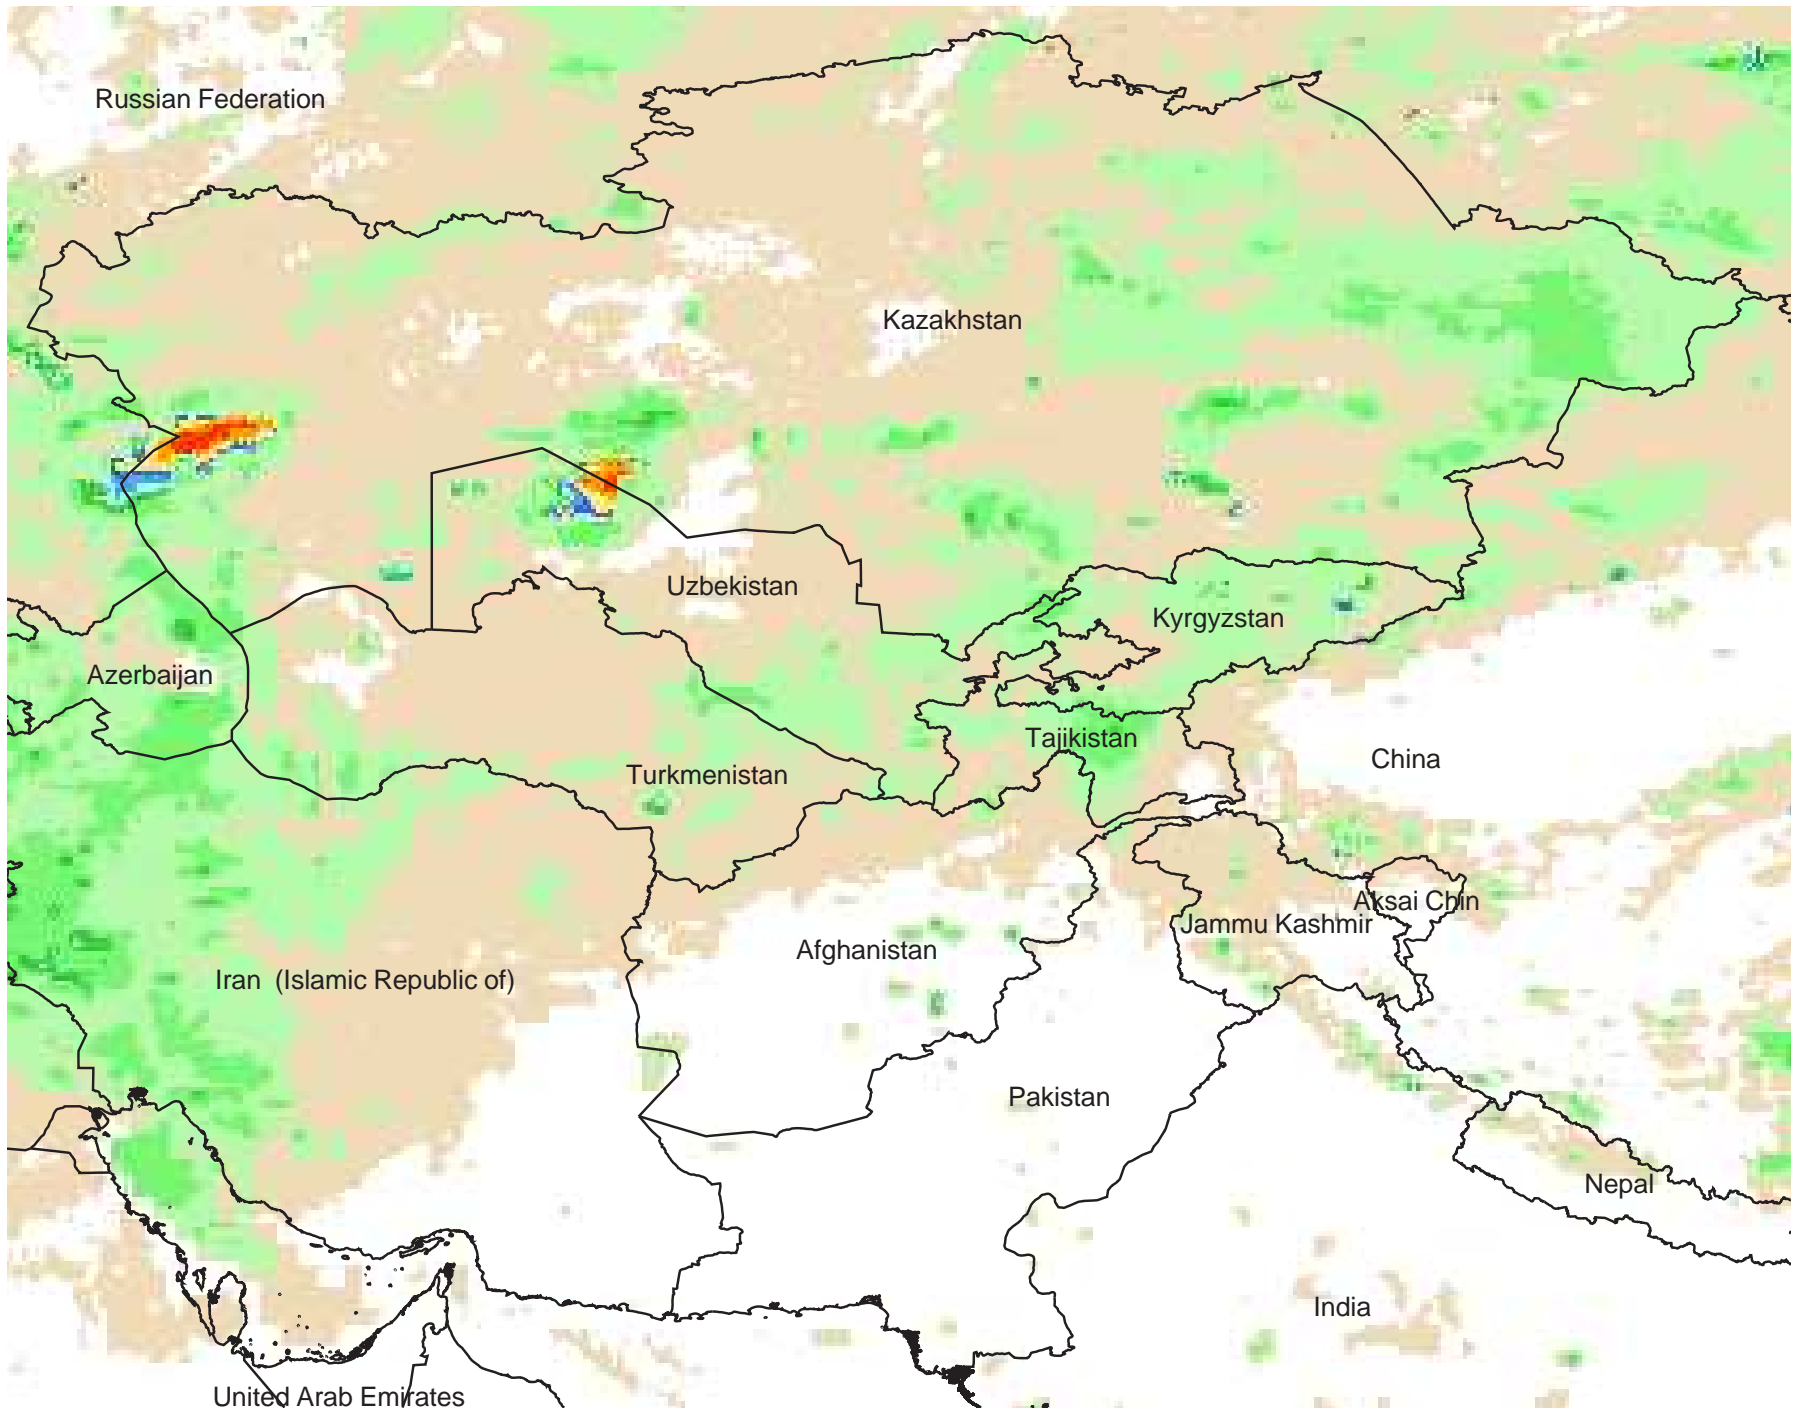 Russian Federation
Kazakhstan
Uzbekistan
Kyrgyzstan
Azerbaijan
Tajikistan
China
Turkmenistan
Aksai Chin
Jammu Kashmir
Afghanistan
Iran (Islamic Republic of)
Pakistan
Nepal
India
United Arab Emirates